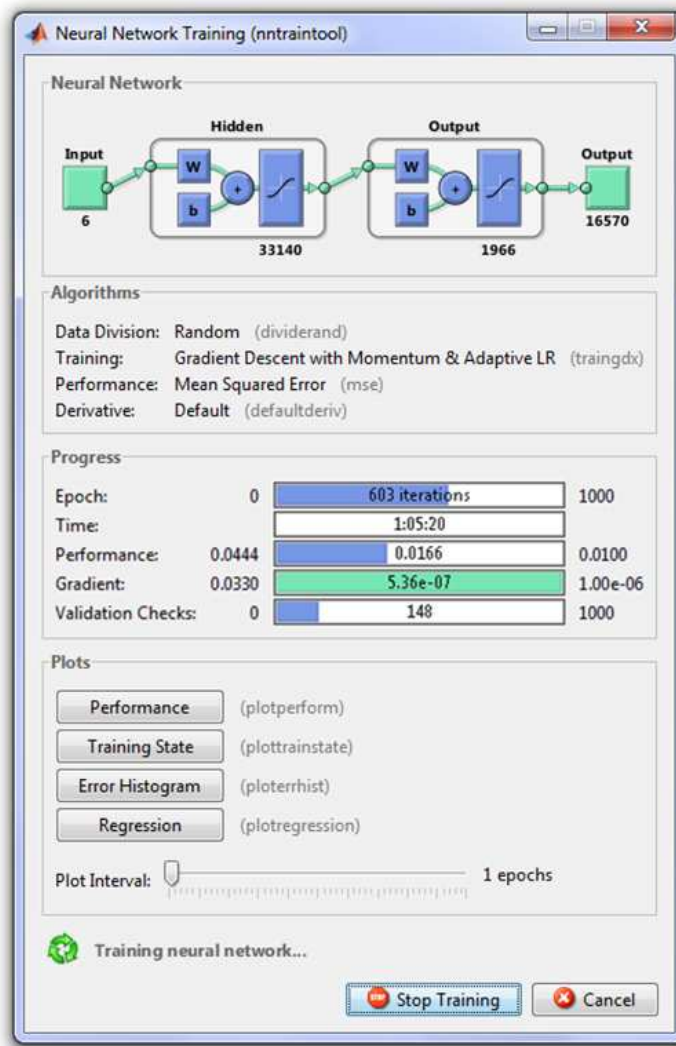 Neural Network Training (nntraintool)
Neural Network
Hidden
Output
Input
W
b
+
W
b
+
Output
6
33140
1966
16570
Algorithms
Data Division: Random (dividerand)
Training: Gradient Descent with Momentum & Adaptive LR (traingdx)
Performance: Mean Squared Error (mse)
Derivative: Default (defaultderiv)
Progress
Epoch: 0 603 iterations 1000
Time: 1:05:20
Performance: 0.0444 0.0166 0.0100
Gradient: 0.0330 5.36e-07 1.00e-06
Validation Checks: 0 148 1000
Plots
Performance (plotperform)
Training State (plottrainstate)
Error Histogram (ploterrhist)
Regression (plotregression)
Plot Interval: 1 epochs
Training neural network...
Stop Training Cancel